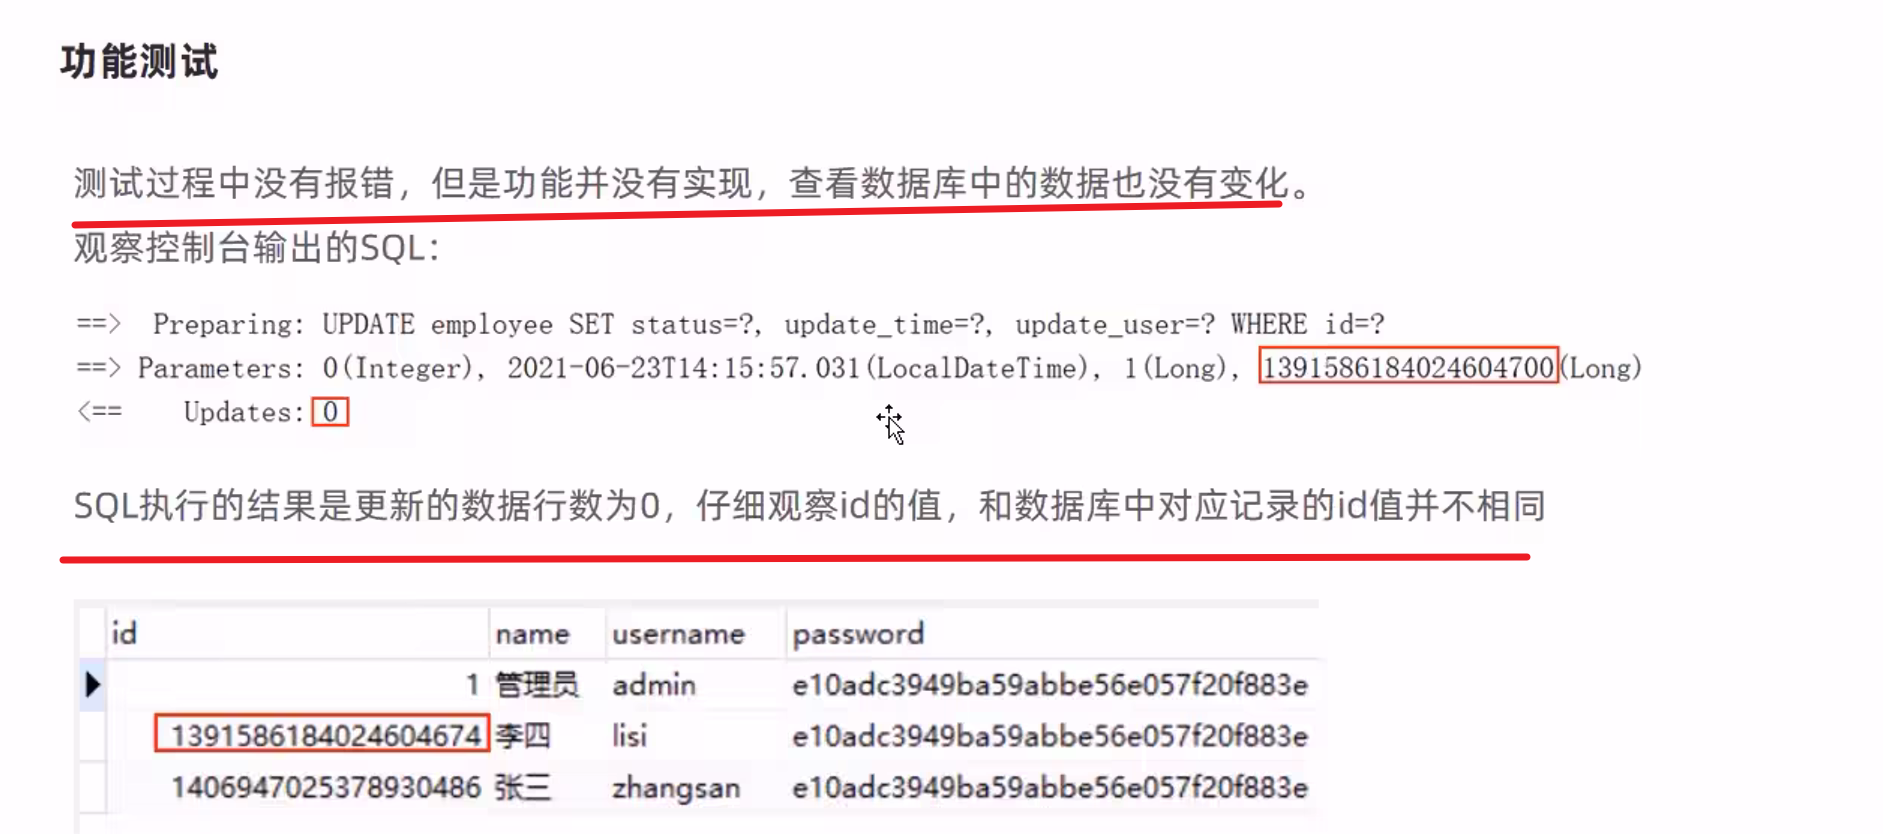 功能测试
测试过程中没有报错，但是功能并没有实现，查看数据库中的数据也没有变化。
观察控制台输出的SQL：
==>  Preparing: UPDATE employee SET status=?, update_time=?, update_user=? WHERE id=?
==> Parameters: 0(Integer), 2021-06-23T14:15:57.031(LocalDateTime), 1(Long), 1391586184024604700(Long)
<==    Updates: 0
SQL执行的结果是更新的数据行数为0，仔细观察id的值，和数据库中对应记录的id值并不相同
id name username password
1 管理员 admin e10adc3949ba59abbe56e057f20f883e
1391586184024604674 李四 lisi e10adc3949ba59abbe56e057f20f883e
1406947025378930486 张三 zhangsan e10adc3949ba59abbe56e057f20f883e